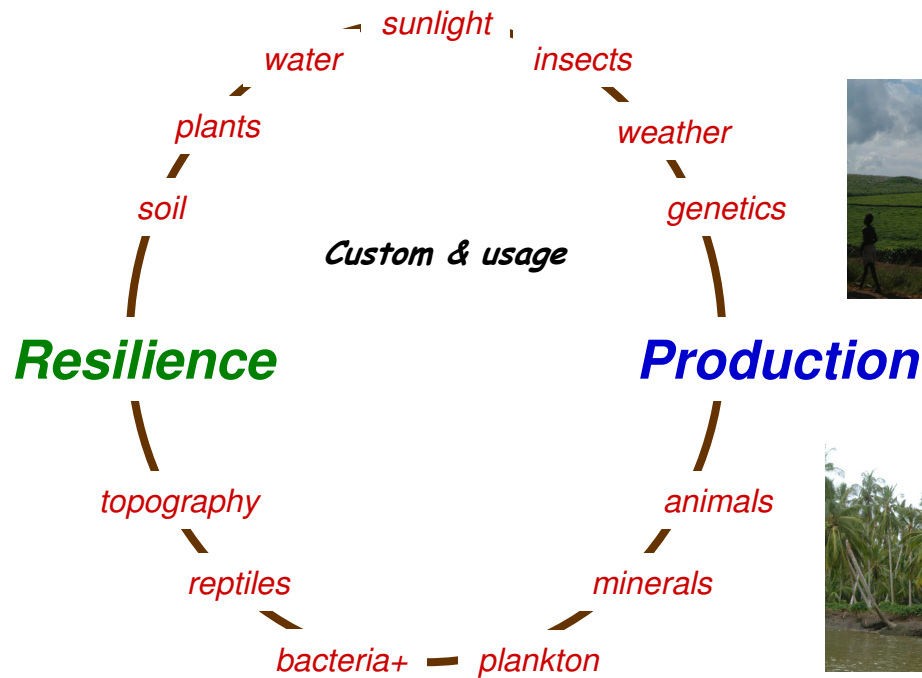 sunlight
water
insects
plants
weather
soil
genetics
Custom & usage
Resilience
Production
topography
animals
reptiles
minerals
bacteria+
plankton